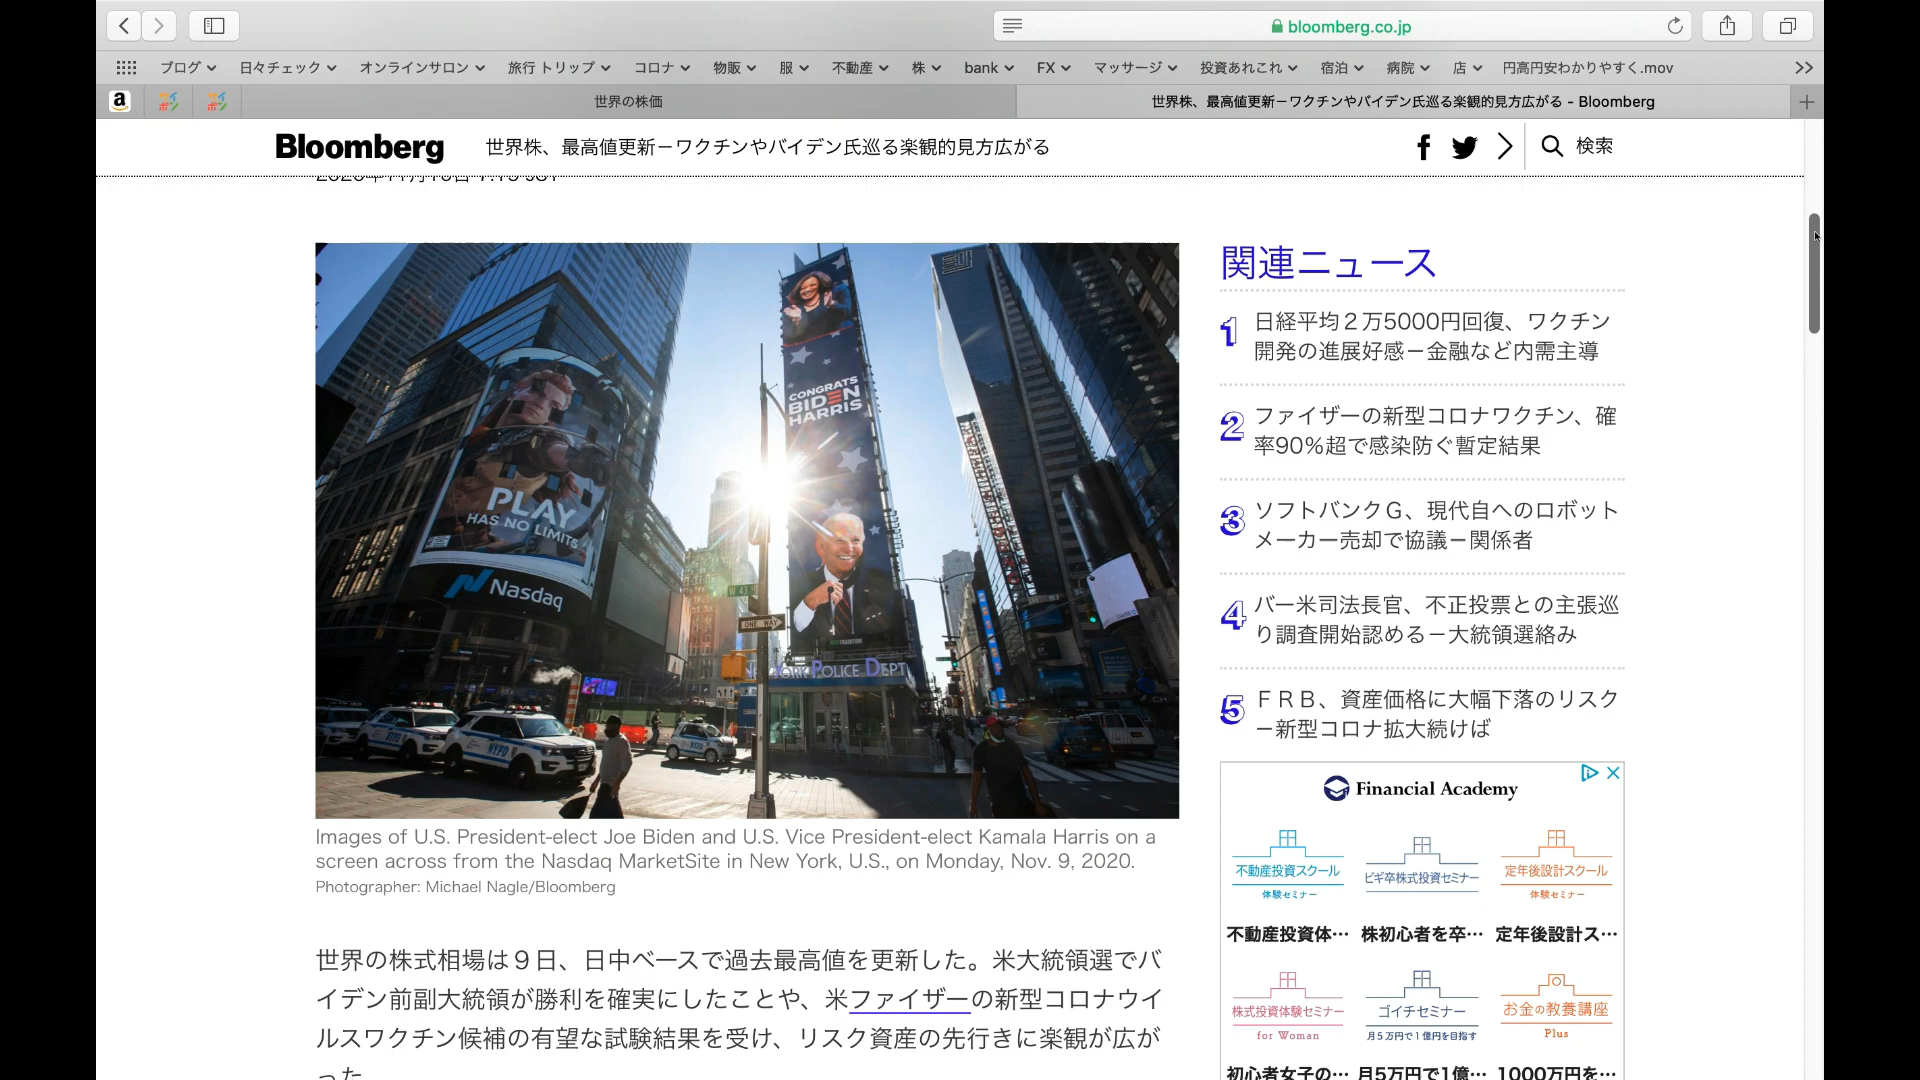 bloomberg.co.jp
ブログ 日々チェック オンラインサロン 旅行 トリップ コロナ 物販 服 不動産 株 bank FX マッサージ 投資あれこれ 宿泊 病院 店 円高円安わかりやすく.mov
世界の株価
世界株、最高値更新－ワクチンやバイデン氏巡る楽観的見方広がる - Bloomberg
Bloomberg 世界株、最高値更新－ワクチンやバイデン氏巡る楽観的見方広がる
検索
CONGRATS
BIDEN
HARRIS
PLAY
HAS NO LIMITS
Nasdaq
W 43
ONE WAY
YORK POLICE DEPT
NYPD
NYPD
Images of U.S. President-elect Joe Biden and U.S. Vice President-elect Kamala Harris on a
screen across from the Nasdaq MarketSite in New York, U.S., on Monday, Nov. 9, 2020.
Photographer: Michael Nagle/Bloomberg
世界の株式相場は９日、日中ベースで過去最高値を更新した。米大統領選でバ
イデン前副大統領が勝利を確実にしたことや、米ファイザーの新型コロナウイ
ルスワクチン候補の有望な試験結果を受け、リスク資産の先行きに楽観が広が
った
関連ニュース
1 日経平均２万5000円回復、ワクチン
開発の進展好感－金融など内需主導
2 ファイザーの新型コロナワクチン、確
率90％超で感染防ぐ暫定結果
3 ソフトバンクＧ、現代自へのロボット
メーカー売却で協議－関係者
4 バー米司法長官、不正投票との主張巡
り調査開始認める－大統領選絡み
5 ＦＲＢ、資産価格に大幅下落のリスク
－新型コロナ拡大続けば
Financial Academy
不動産投資スクール
体験セミナー
ビギ卒株式投資セミナー
定年後設計スクール
体験セミナー
不動産投資体… 株初心者を卒… 定年後設計ス…
株式投資体験セミナー
for Woman
ゴイチセミナー
月５万円で１億円を目指す
お金の教養講座
Plus
初心者女子の… 月5万円で1億… 1000万円を…